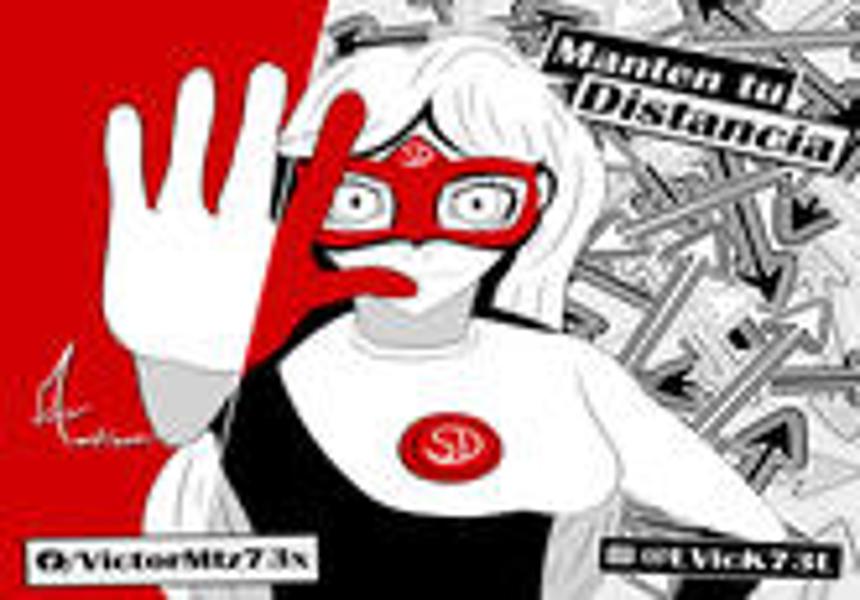 Manten tu
Distancia
SD
SD
/VictorMtz73x